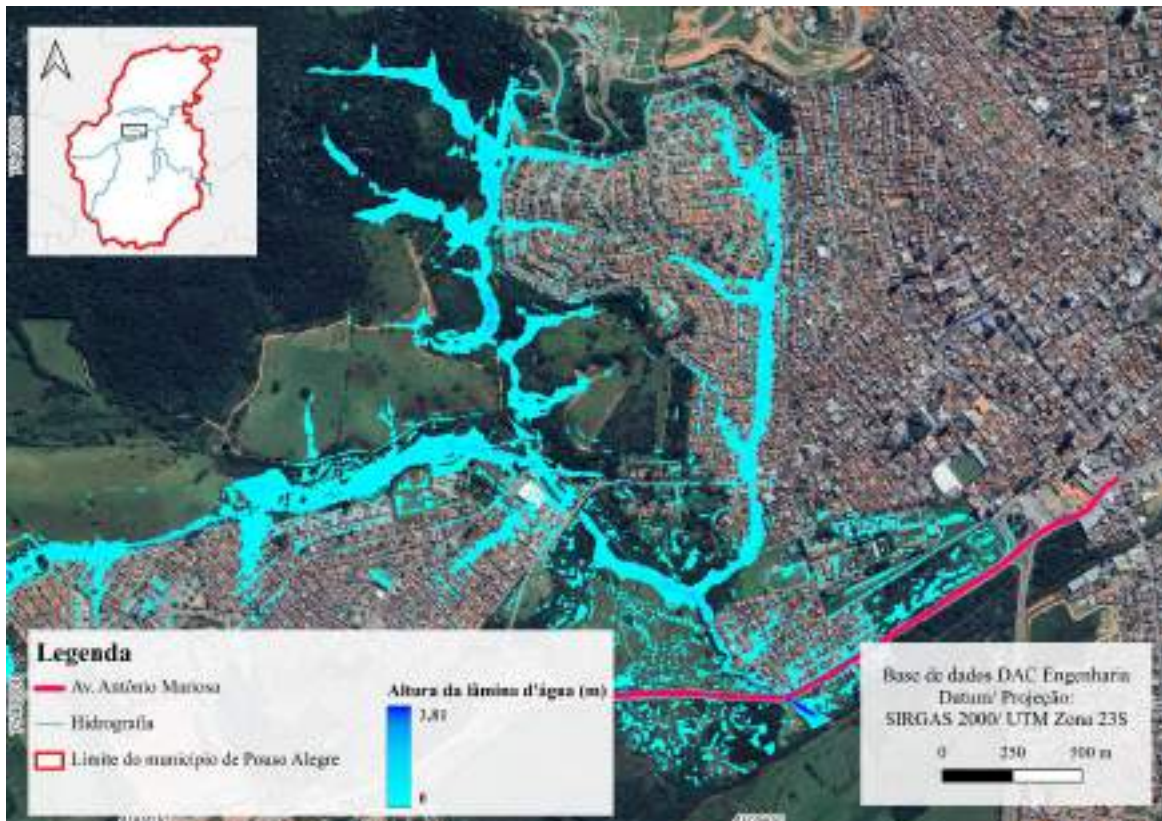 Legenda
Av. Antônio Mariosa
Hidrografia
Limite do município de Pouso Alegre
Altura da lâmina d'água (m)
3,81
0
Base de dados DAC Engenharia
Datum/ Projeção:
SIRGAS 2000/ UTM Zona 23S
0 250 500 m